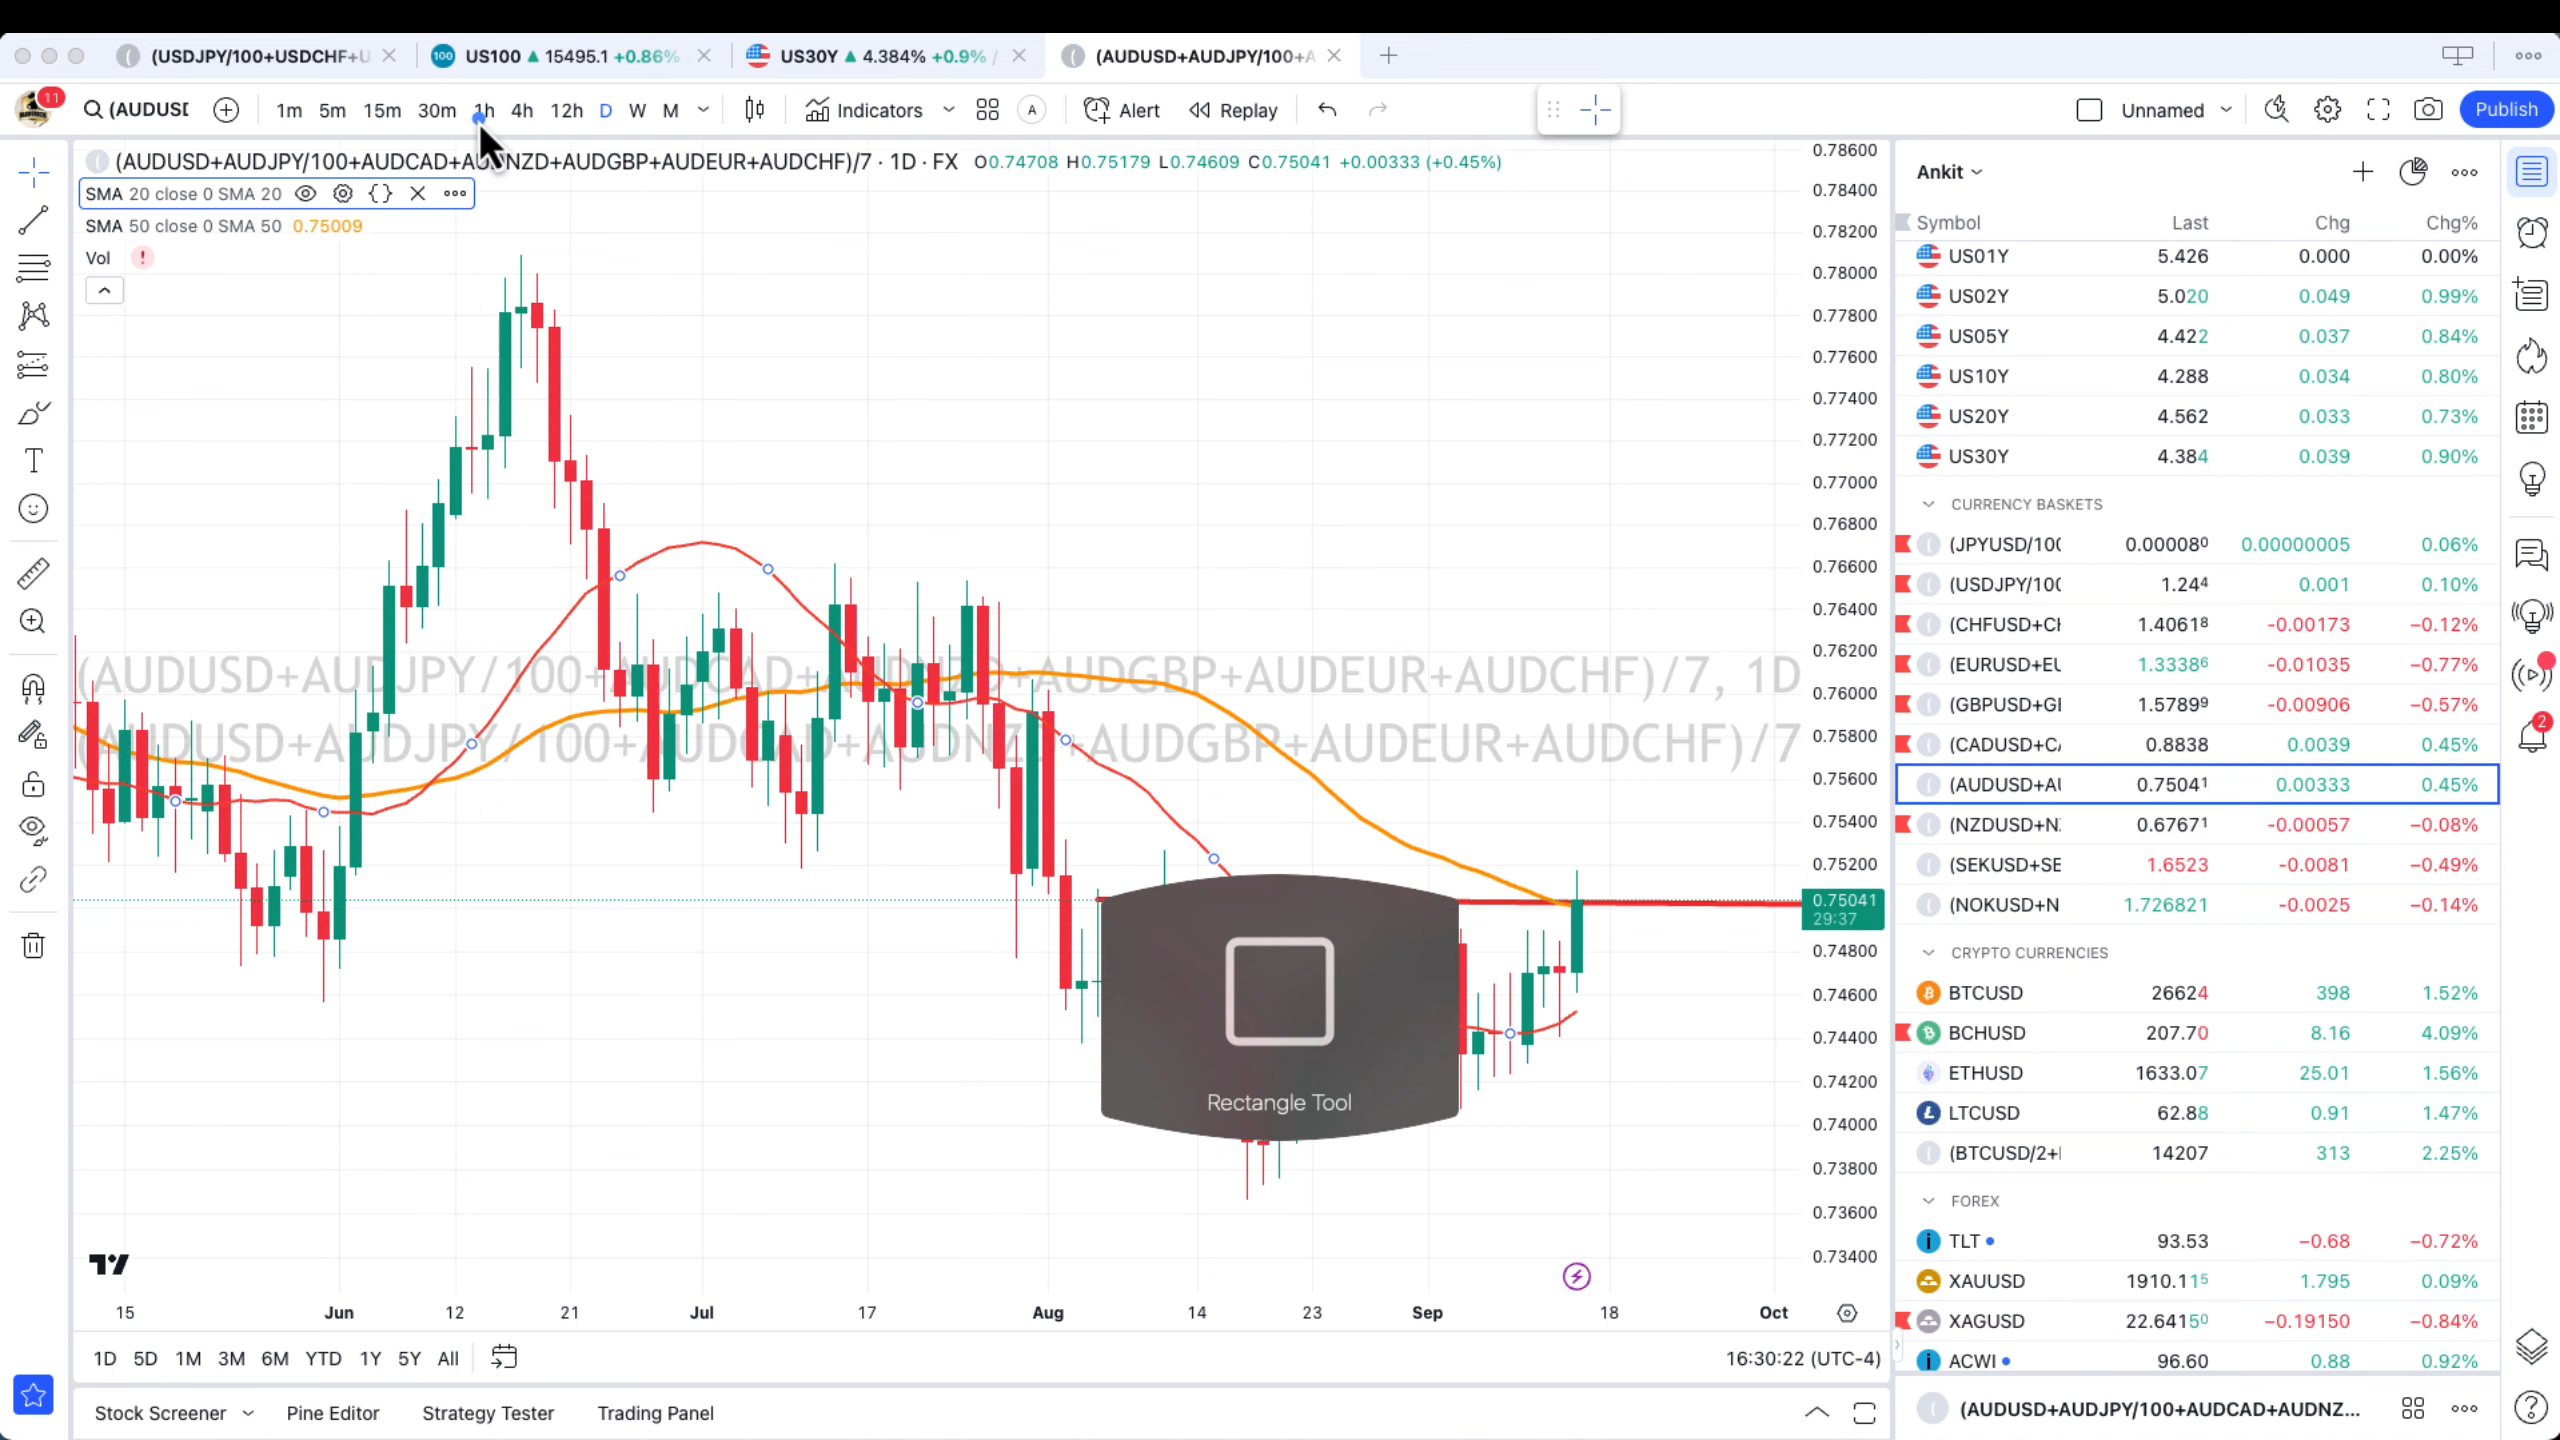 (USDJPY/100+USDCHF+U
US100 ▲ 15495.1 +0.86%
US30Y ▲ 4.384% +0.9% /
(AUDUSD+AUDJPY/100+A
11
(AUDUSI
1m 5m 15m 30m 1h 4h 12h D W M
Indicators
A
Alert
Replay
Unnamed
Publish
(AUDUSD+AUDJPY/100+AUDCAD+AUDNZD+AUDGBP+AUDEUR+AUDCHF)/7 · 1D · FX O0.74708 H0.75179 L0.74609 C0.75041 +0.00333 (+0.45%)
SMA 20 close 0 SMA 20
SMA 50 close 0 SMA 50 0.75009
Vol !
(AUDUSD+AUDJPY/100+AUDCAD+AUDNZD+AUDGBP+AUDEUR+AUDCHF)/7, 1D
(AUDUSD+AUDJPY/100+AUDCAD+AUDNZD+AUDGBP+AUDEUR+AUDCHF)/7
0.78600
0.78400
0.78200
0.78000
0.77800
0.77600
0.77400
0.77200
0.77000
0.76800
0.76600
0.76400
0.76200
0.76000
0.75800
0.75600
0.75400
0.75200
0.75041
29:37
0.74800
0.74600
0.74400
0.74200
0.74000
0.73800
0.73600
0.73400
Rectangle Tool
15 Jun 12 21 Jul 17 Aug 14 23 Sep 18 Oct
1D 5D 1M 3M 6M YTD 1Y 5Y All
16:30:22 (UTC-4)
Stock Screener Pine Editor Strategy Tester Trading Panel
Ankit
Symbol Last Chg Chg%
US01Y 5.426 0.000 0.00%
US02Y 5.020 0.049 0.99%
US05Y 4.422 0.037 0.84%
US10Y 4.288 0.034 0.80%
US20Y 4.562 0.033 0.73%
US30Y 4.384 0.039 0.90%
CURRENCY BASKETS
(JPYUSD/100 0.000080 0.00000005 0.06%
(USDJPY/100 1.244 0.001 0.10%
(CHFUSD+CH 1.40618 -0.00173 −0.12%
(EURUSD+EU 1.33386 -0.01035 −0.77%
(GBPUSD+GI 1.57899 -0.00906 −0.57%
(CADUSD+CA 0.8838 0.0039 0.45%
(AUDUSD+AU 0.75041 0.00333 0.45%
(NZDUSD+N 0.67671 -0.00057 −0.08%
(SEKUSD+SE 1.6523 -0.0081 −0.49%
(NOKUSD+N 1.726821 -0.0025 −0.14%
CRYPTO CURRENCIES
BTCUSD 26624 398 1.52%
BCHUSD 207.70 8.16 4.09%
ETHUSD 1633.07 25.01 1.56%
LTCUSD 62.88 0.91 1.47%
(BTCUSD/2+I 14207 313 2.25%
FOREX
TLT 93.53 −0.68 −0.72%
XAUUSD 1910.115 1.795 0.09%
XAGUSD 22.64150 −0.19150 −0.84%
ACWI 96.60 0.88 0.92%
(AUDUSD+AUDJPY/100+AUDCAD+AUDNZ...
2